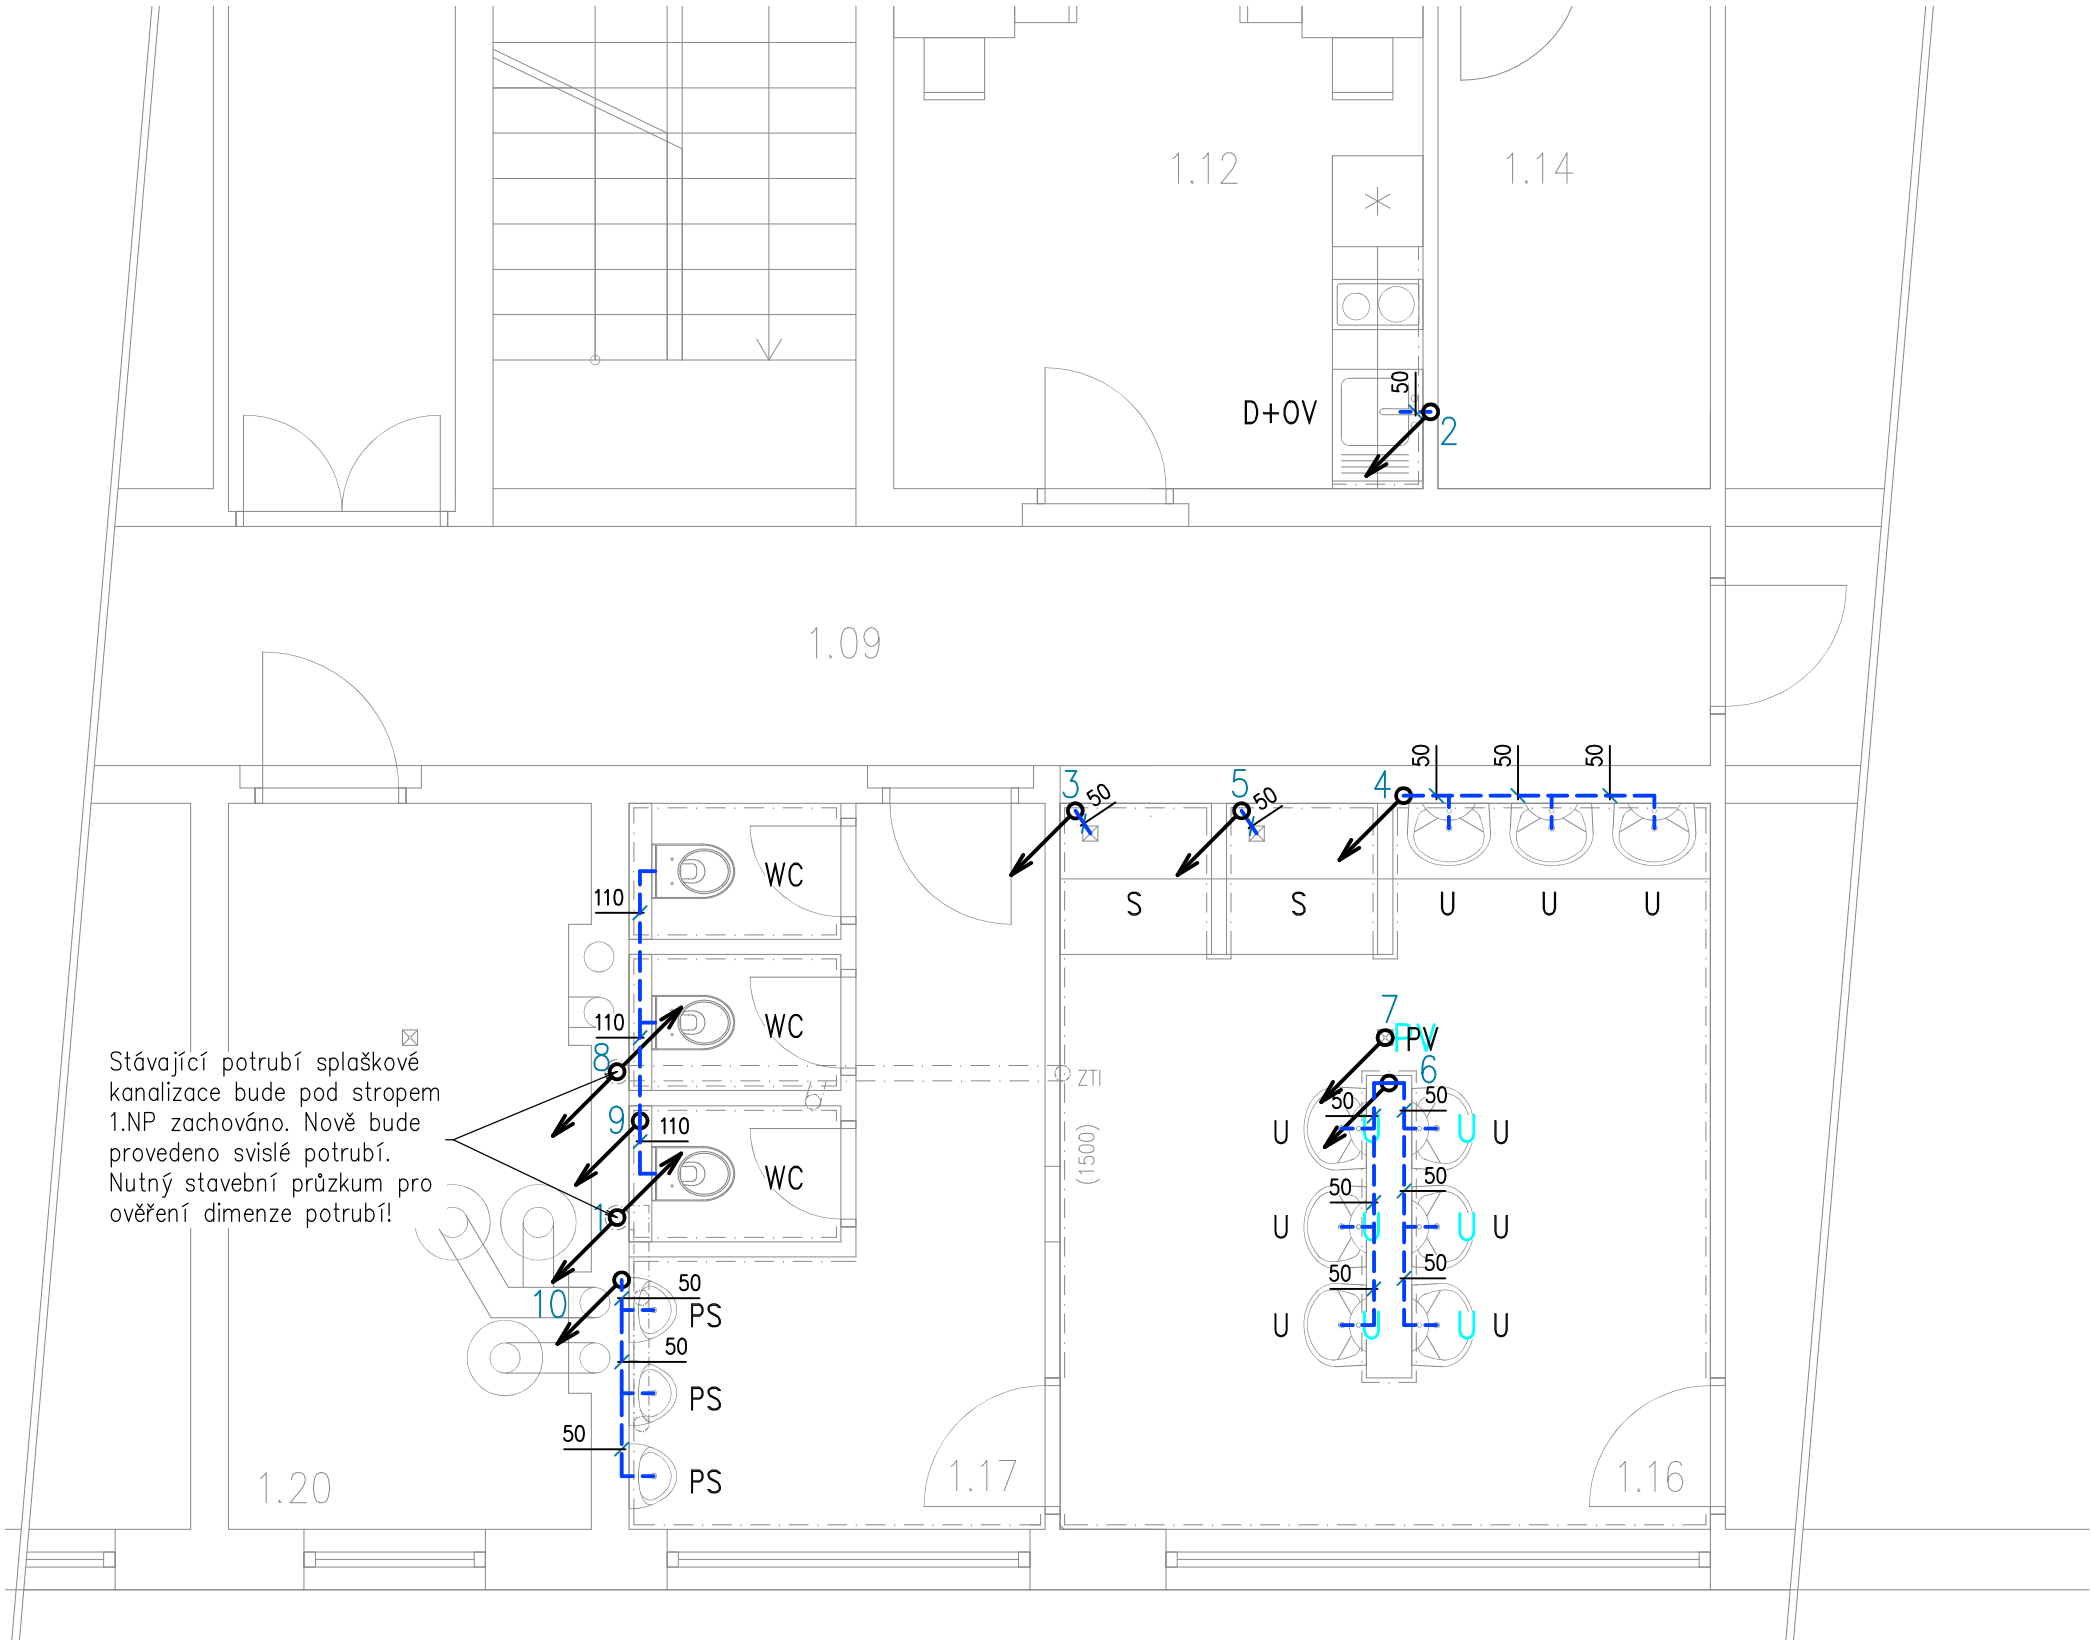 1.12
1.14
50
D+OV
2
1.09
50
50
50
3
50
5
50
4
WC
110
S
S
U
U
U
7
PV
PV
WC
110
8
6
ZTI
Stávající potrubí splaškové
kanalizace bude pod stropem
1.NP zachováno. Nově bude
provedeno svislé potrubí.
Nutný stavební průzkum pro
ověření dimenze potrubí!
9
110
WC
(1500)
50
50
U
U
U
U
50
50
1
U
U
U
U
50
50
10
50
PS
U
U
U
U
50
PS
50
PS
1.20
1.17
1.16